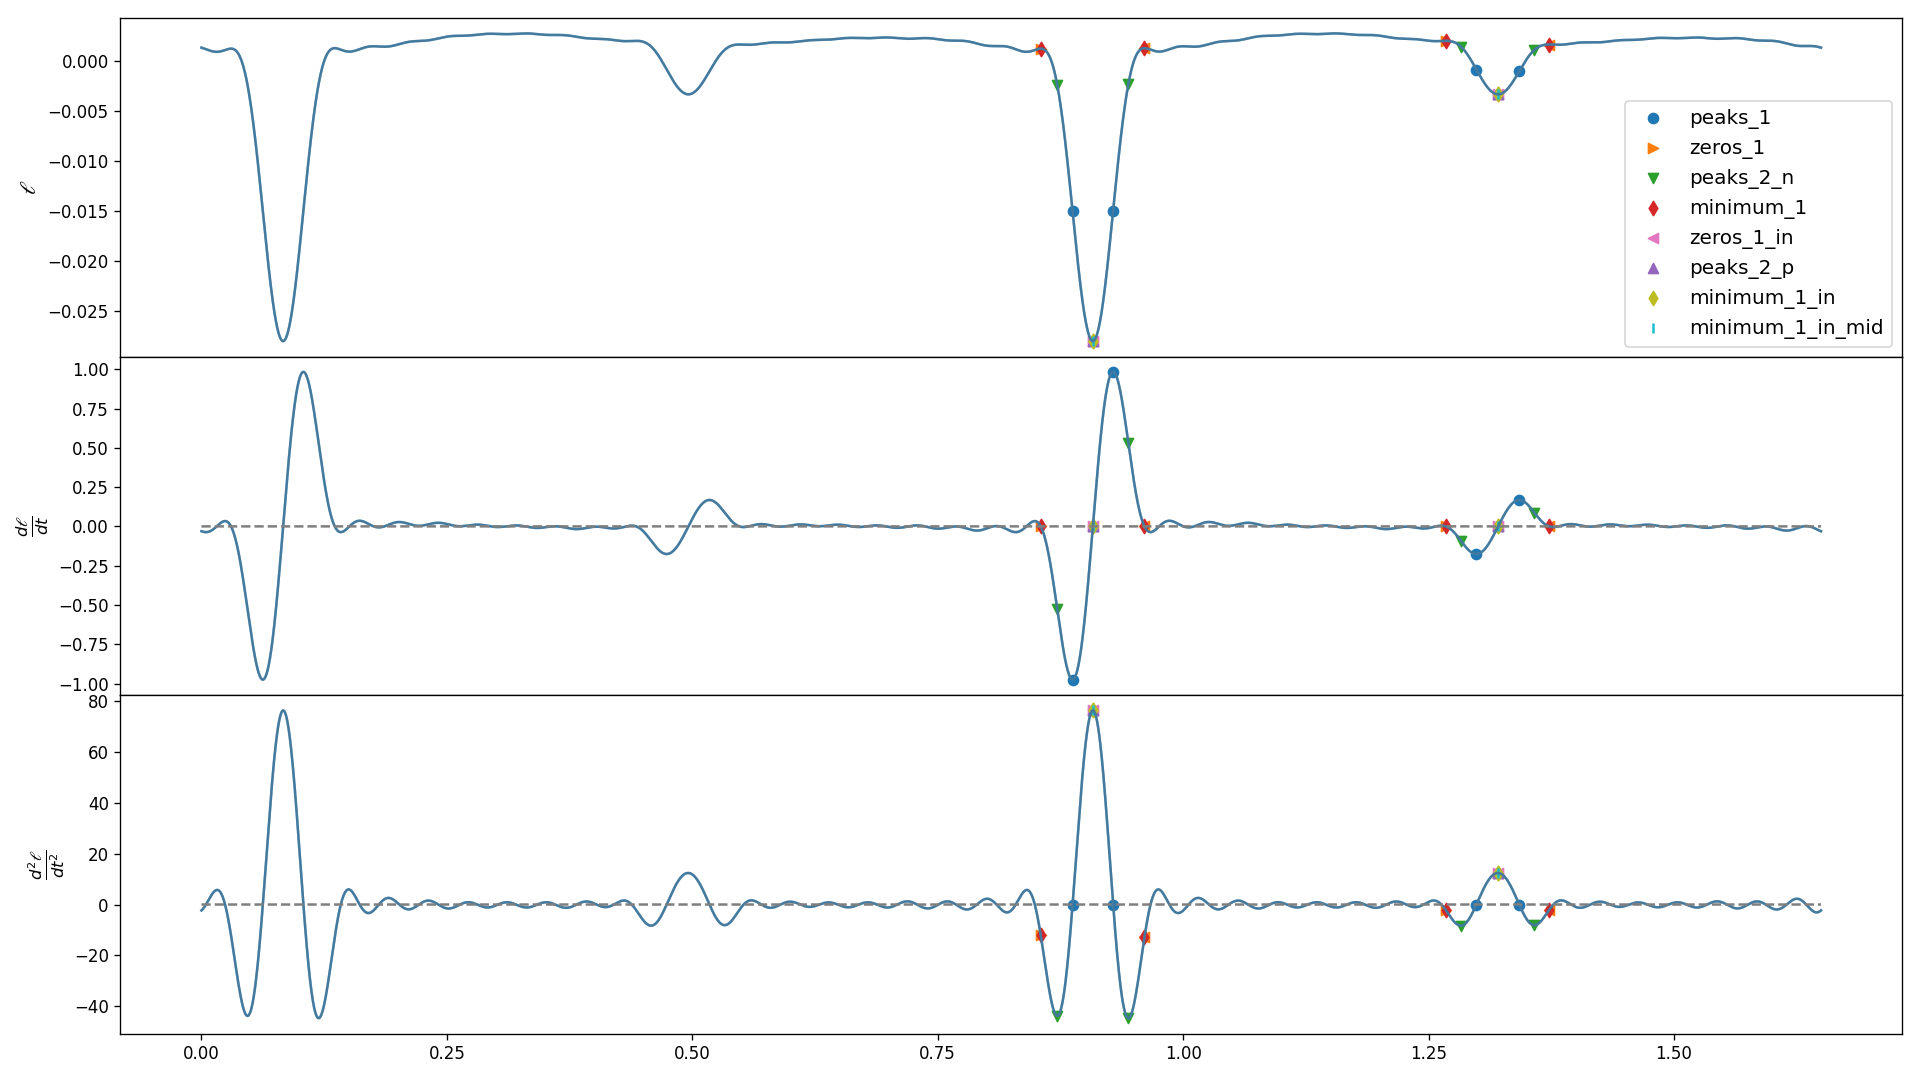 0.000
−0.005
−0.010
−0.015
−0.020
−0.025
ℓ
peaks_1
zeros_1
peaks_2_n
minimum_1
zeros_1_in
peaks_2_p
minimum_1_in
minimum_1_in_mid
1.00
0.75
0.50
0.25
0.00
−0.25
−0.50
−0.75
−1.00
dℓ
dt
80
60
40
20
0
−20
−40
d²ℓ
dt²
0.00 0.25 0.50 0.75 1.00 1.25 1.50